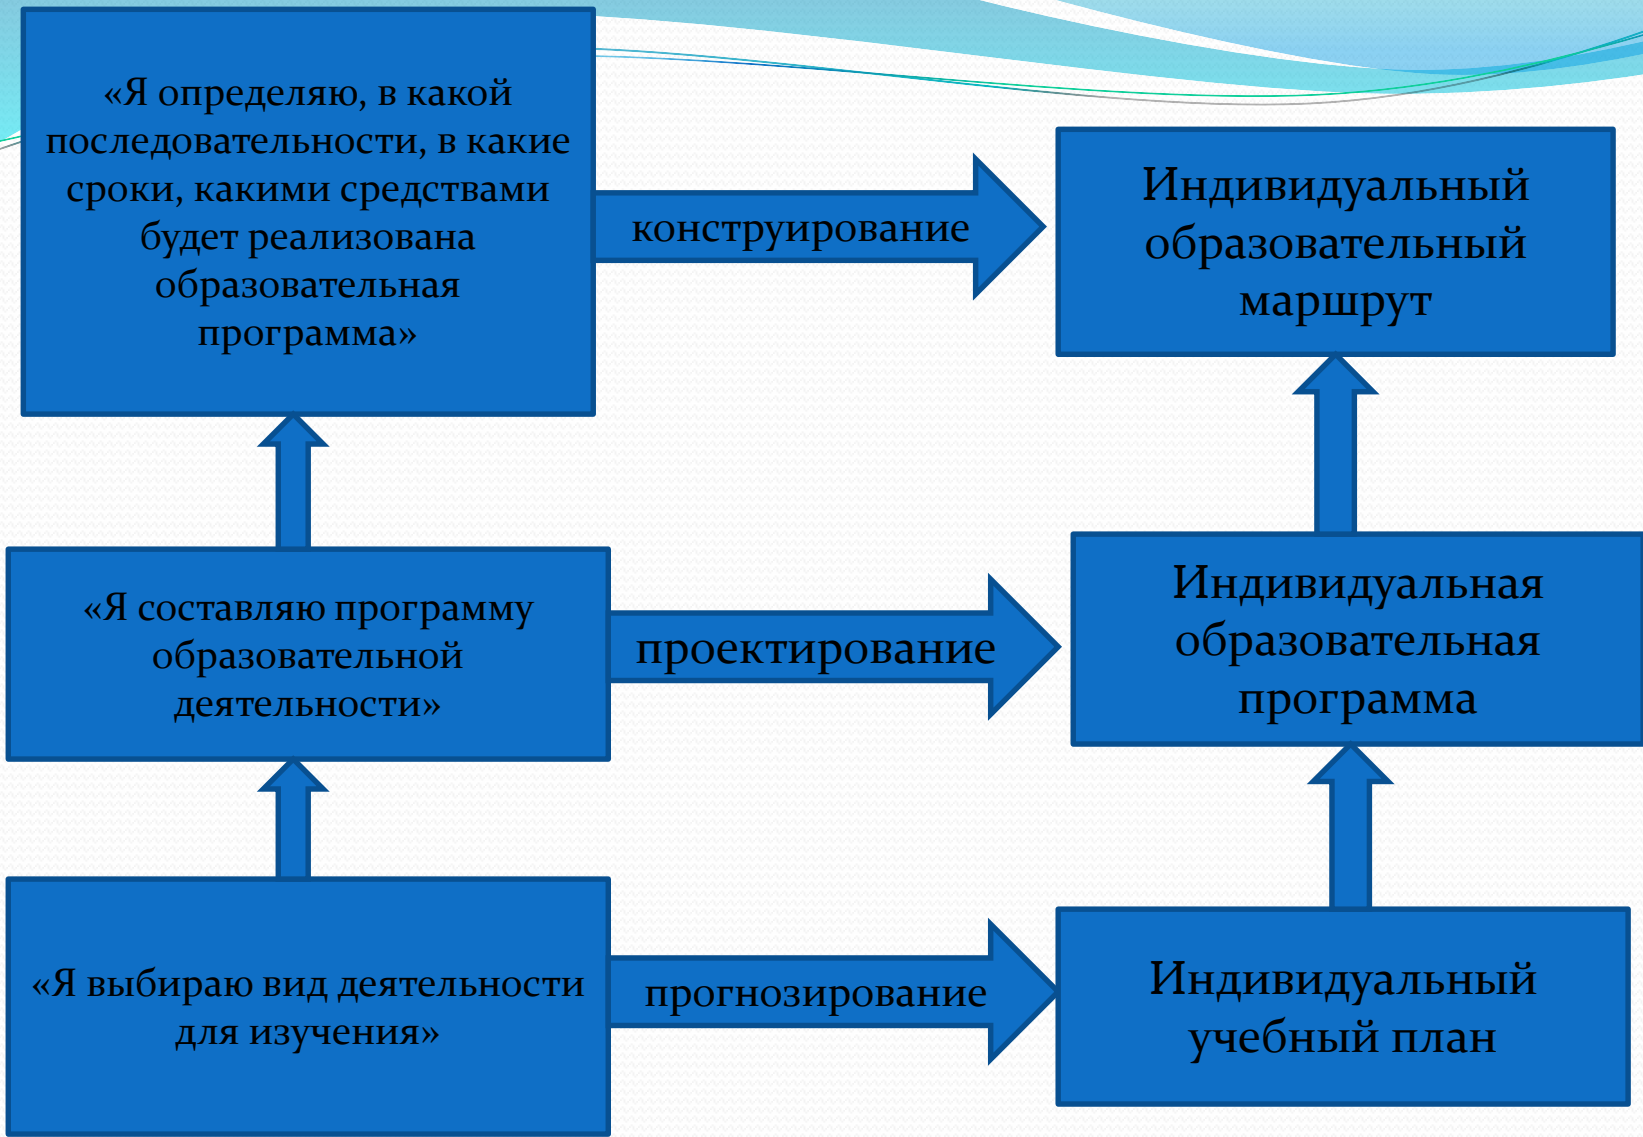 «Я определяю, в какой
последовательности, в какие
сроки, какими средствами
будет реализована
образовательная
программа»
конструирование
Индивидуальный
образовательный
маршрут
«Я составляю программу
образовательной
деятельности»
проектирование
Индивидуальная
образовательная
программа
«Я выбираю вид деятельности
для изучения»
прогнозирование
Индивидуальный
учебный план